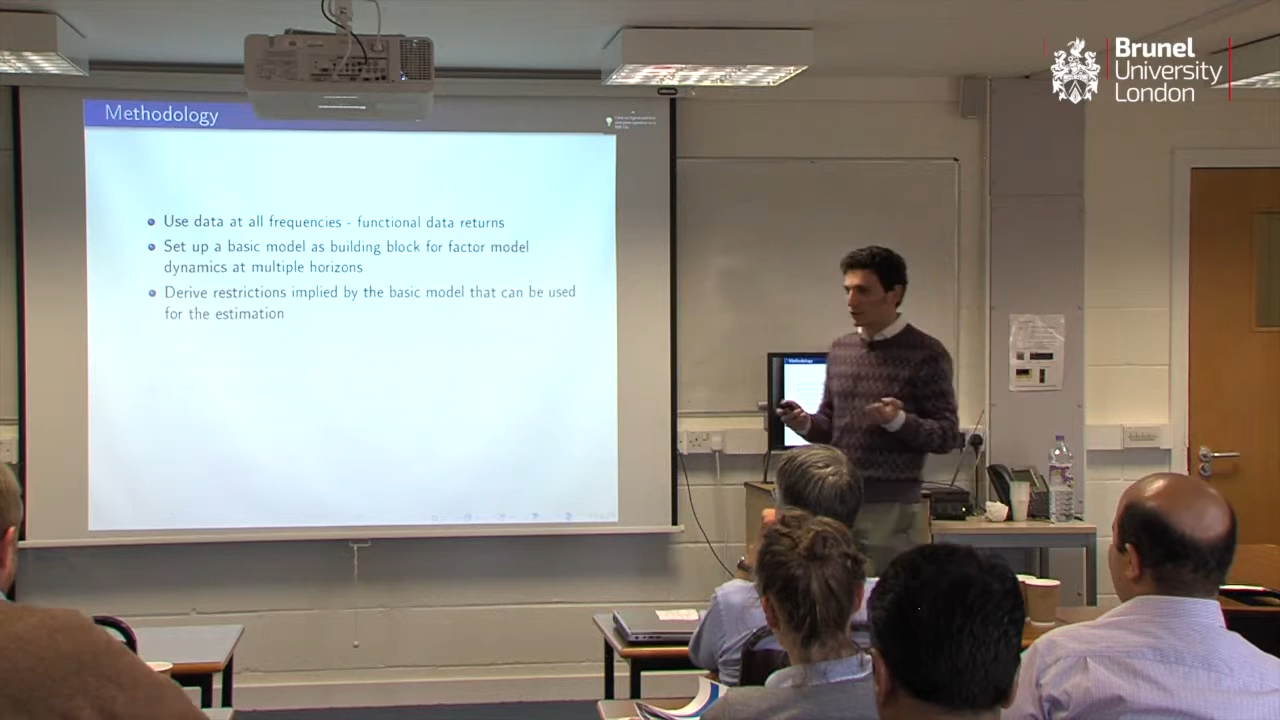 Methodology
Use data at all frequencies - functional data returns
Set up a basic model as building block for factor model
dynamics at multiple horizons
Derive restrictions implied by the basic model that can be used
for the estimation
Brunel
University
London
Methodology